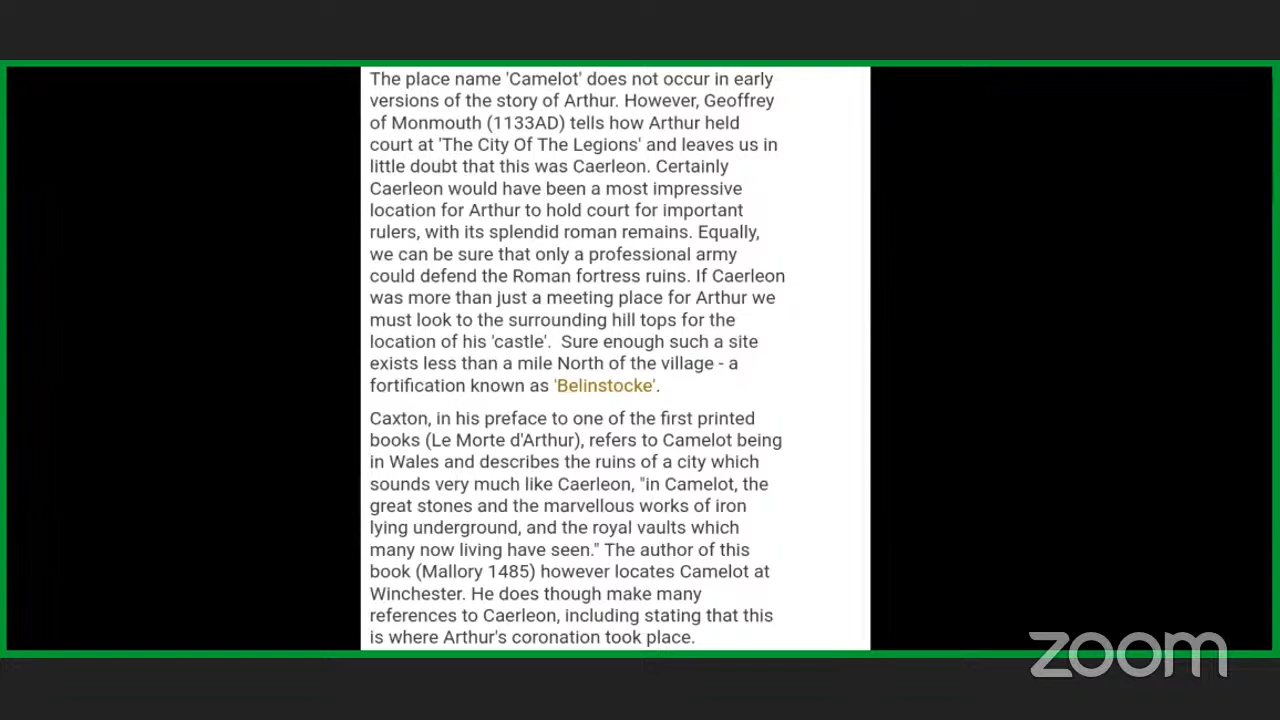 The place name 'Camelot' does not occur in early
versions of the story of Arthur. However, Geoffrey
of Monmouth (1133AD) tells how Arthur held
court at 'The City Of The Legions' and leaves us in
little doubt that this was Caerleon. Certainly
Caerleon would have been a most impressive
location for Arthur to hold court for important
rulers, with its splendid roman remains. Equally,
we can be sure that only a professional army
could defend the Roman fortress ruins. If Caerleon
was more than just a meeting place for Arthur we
must look to the surrounding hill tops for the
location of his 'castle'.  Sure enough such a site
exists less than a mile North of the village - a
fortification known as 'Belinstocke'.
Caxton, in his preface to one of the first printed
books (Le Morte d'Arthur), refers to Camelot being
in Wales and describes the ruins of a city which
sounds very much like Caerleon, "in Camelot, the
great stones and the marvellous works of iron
lying underground, and the royal vaults which
many now living have seen." The author of this
book (Mallory 1485) however locates Camelot at
Winchester. He does though make many
references to Caerleon, including stating that this
is where Arthur's coronation took place.
zoom